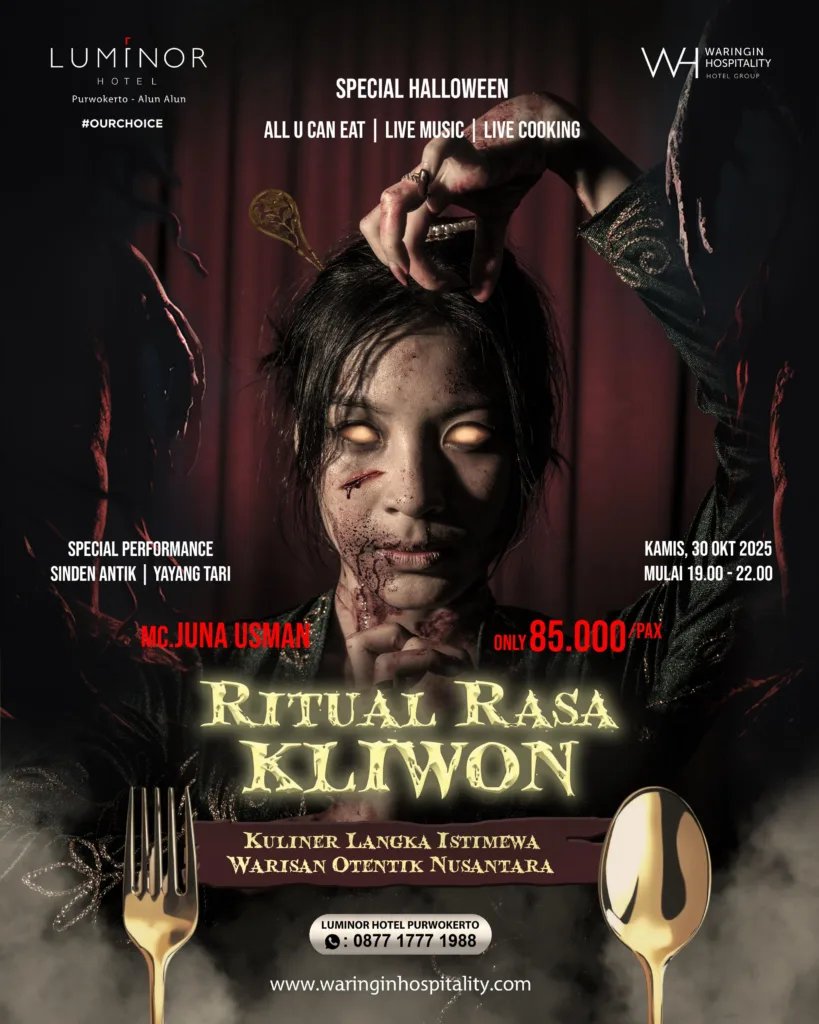 LUMINOR
HOTEL
Purwokerto - Alun Alun
#OURCHOICE
WH WARINGIN
HOSPITALITY
HOTEL GROUP
SPECIAL HALLOWEEN
ALL U CAN EAT | LIVE MUSIC | LIVE COOKING
SPECIAL PERFORMANCE
SINDEN ANTIK | YAYANG TARI
KAMIS, 30 OKT 2025
MULAI 19.00 - 22.00
MC.JUNA USMAN
ONLY 85.000/PAX
RITUAL RASA
KLIWON
KULINER LANGKA ISTIMEWA
WARISAN OTENTIK NUSANTARA
LUMINOR HOTEL PURWOKERTO
: 0877 1777 1988
www.waringinhospitality.com